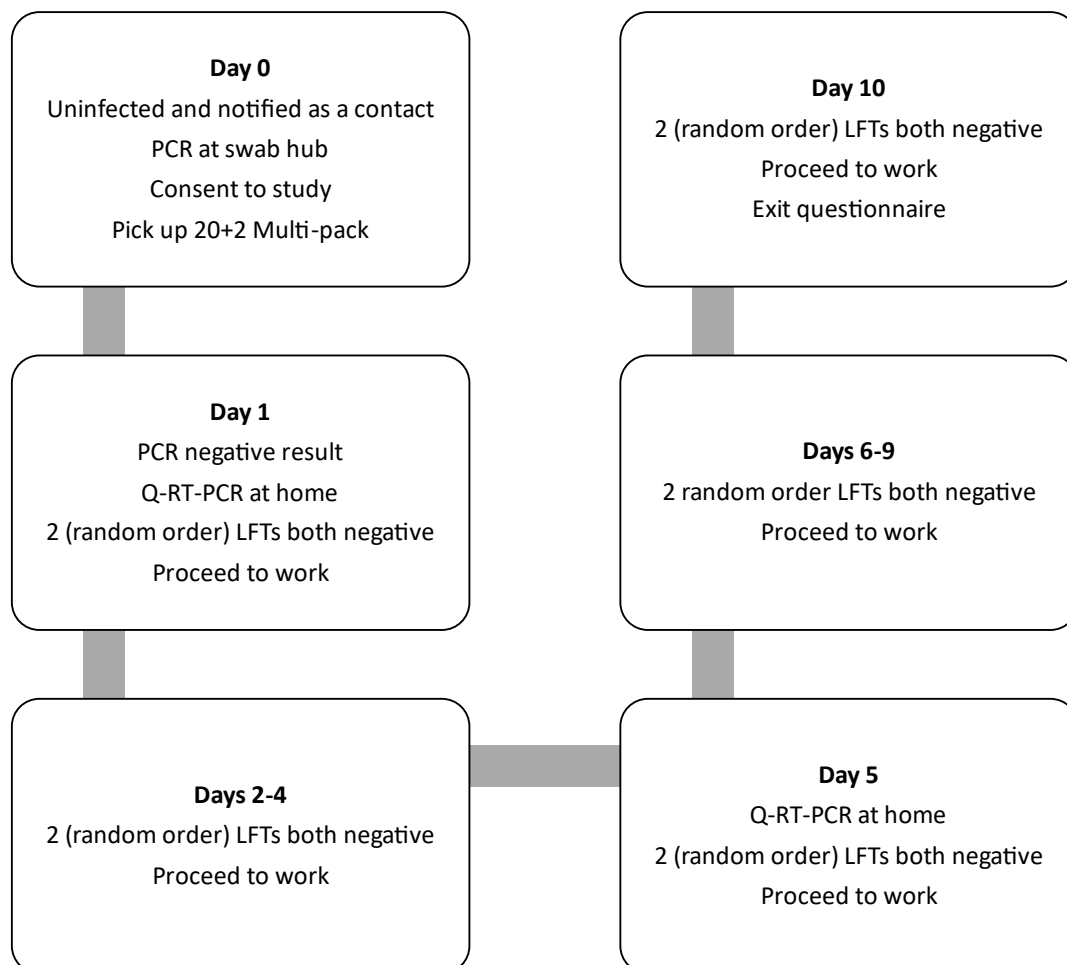 Day 0
Uninfected and notified as a contact
PCR at swab hub
Consent to study
Pick up 20+2 Multi-pack
Day 1
PCR negative result
Q-RT-PCR at home
2 (random order) LFTs both negative
Proceed to work
Days 2-4
2 (random order) LFTs both negative
Proceed to work
Day 5
Q-RT-PCR at home
2 (random order) LFTs both negative
Proceed to work
Days 6-9
2 random order LFTs both negative
Proceed to work
Day 10
2 (random order) LFTs both negative
Proceed to work
Exit questionnaire